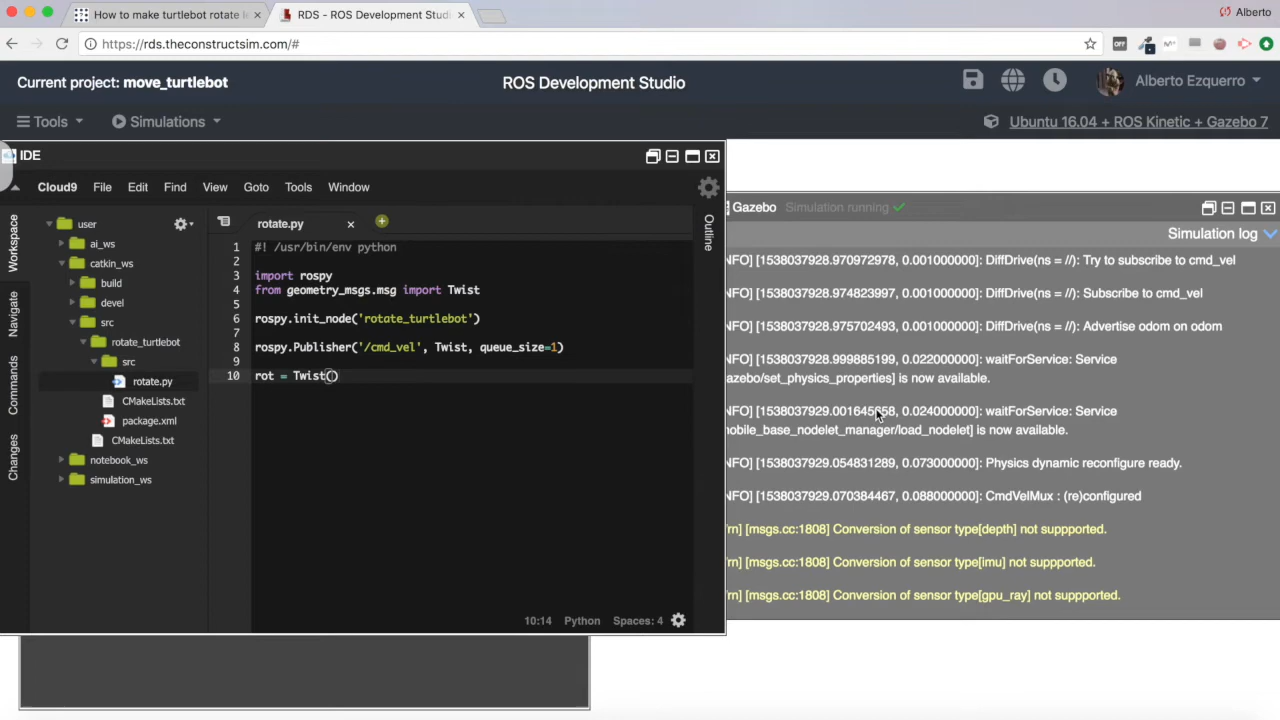 How to make turtlebot rotate le
RDS - ROS Development Studi
Alberto
https://rds.theconstructsim.com/#
OFF
Current project: move_turtlebot
ROS Development Studio
Alberto Ezquerro
Tools
Simulations
Ubuntu 16.04 + ROS Kinetic + Gazebo 7
IDE
Cloud9 File Edit Find View Goto Tools Window
Workspace
Navigate
Commands
Changes
user
ai_ws
catkin_ws
build
devel
src
rotate_turtlebot
src
rotate.py
CMakeLists.txt
package.xml
CMakeLists.txt
notebook_ws
simulation_ws
rotate.py
1 #! /usr/bin/env python
2
3 import rospy
4 from geometry_msgs.msg import Twist
5
6 rospy.init_node('rotate_turtlebot')
7
8 rospy.Publisher('/cmd_vel', Twist, queue_size=1)
9
10 rot = Twist()
10:14 Python Spaces: 4
Outline
Gazebo Simulation running
Simulation log
NFO] [1538037928.970972978, 0.001000000]: DiffDrive(ns = //): Try to subscribe to cmd_vel
NFO] [1538037928.974823997, 0.001000000]: DiffDrive(ns = //): Subscribe to cmd_vel
NFO] [1538037928.975702493, 0.001000000]: DiffDrive(ns = //): Advertise odom on odom
NFO] [1538037928.999885199, 0.022000000]: waitForService: Service
azebo/set_physics_properties] is now available.
NFO] [1538037929.001645058, 0.024000000]: waitForService: Service
mobile_base_nodelet_manager/load_nodelet] is now available.
NFO] [1538037929.054831289, 0.073000000]: Physics dynamic reconfigure ready.
NFO] [1538037929.070384467, 0.088000000]: CmdVelMux : (re)configured
rn] [msgs.cc:1808] Conversion of sensor type[depth] not suppported.
rn] [msgs.cc:1808] Conversion of sensor type[imu] not suppported.
rn] [msgs.cc:1808] Conversion of sensor type[gpu_ray] not suppported.